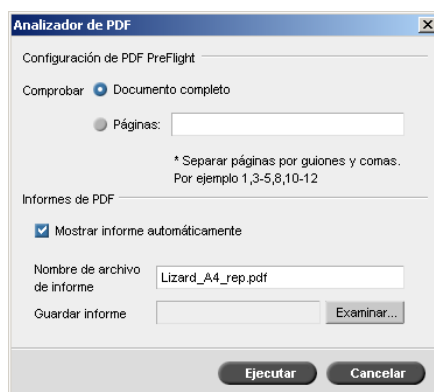 Analizador de PDF
Configuración de PDF PreFlight
Comprobar Documento completo
Páginas:
* Separar páginas por guiones y comas.
Por ejemplo 1,3-5,8,10-12
Informes de PDF
Mostrar informe automáticamente
Nombre de archivo
de informe Lizard_A4_rep.pdf
Guardar informe Examinar...
Ejecutar Cancelar